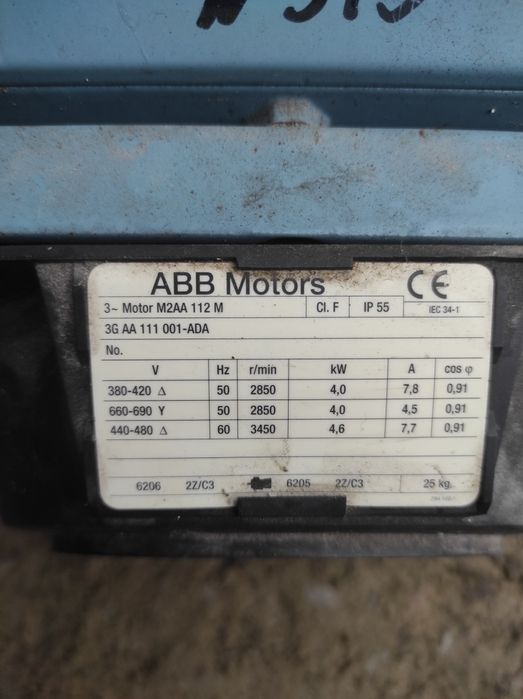 ABB Motors CE
3~ Motor M2AA 112 M Cl. F IP 55 IEC 34-1
3G AA 111 001-ADA
No.
V Hz r/min kW A cos φ
380-420 Δ 50 2850 4,0 7,8 0,91
660-690 Y 50 2850 4,0 4,5 0,91
440-480 Δ 60 3450 4,6 7,7 0,91
6206 2Z/C3 6205 2Z/C3 25 kg